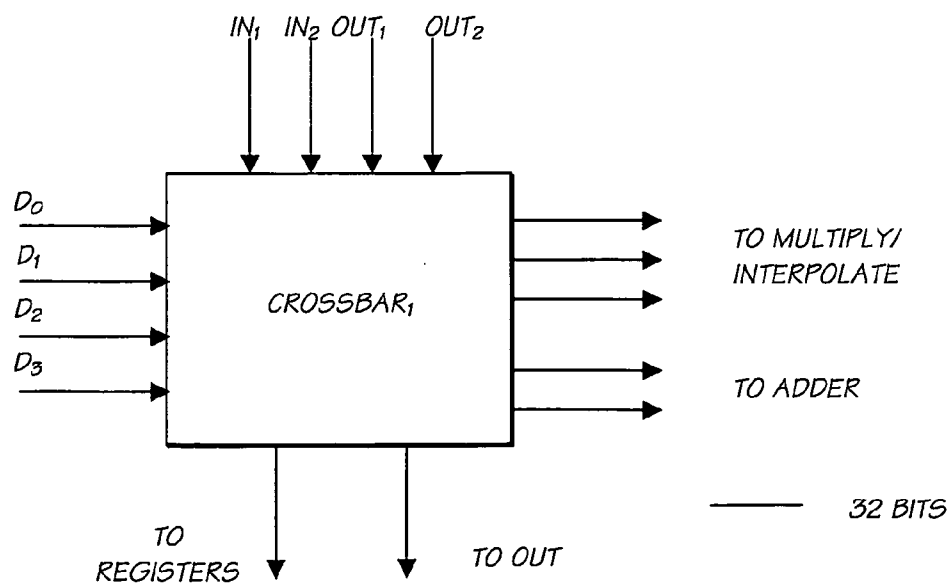 IN₁ IN₂ OUT₁ OUT₂
D₀
D₁
D₂
D₃
CROSSBAR₁
TO MULTIPLY/
INTERPOLATE
TO ADDER
32 BITS
TO
REGISTERS
TO OUT